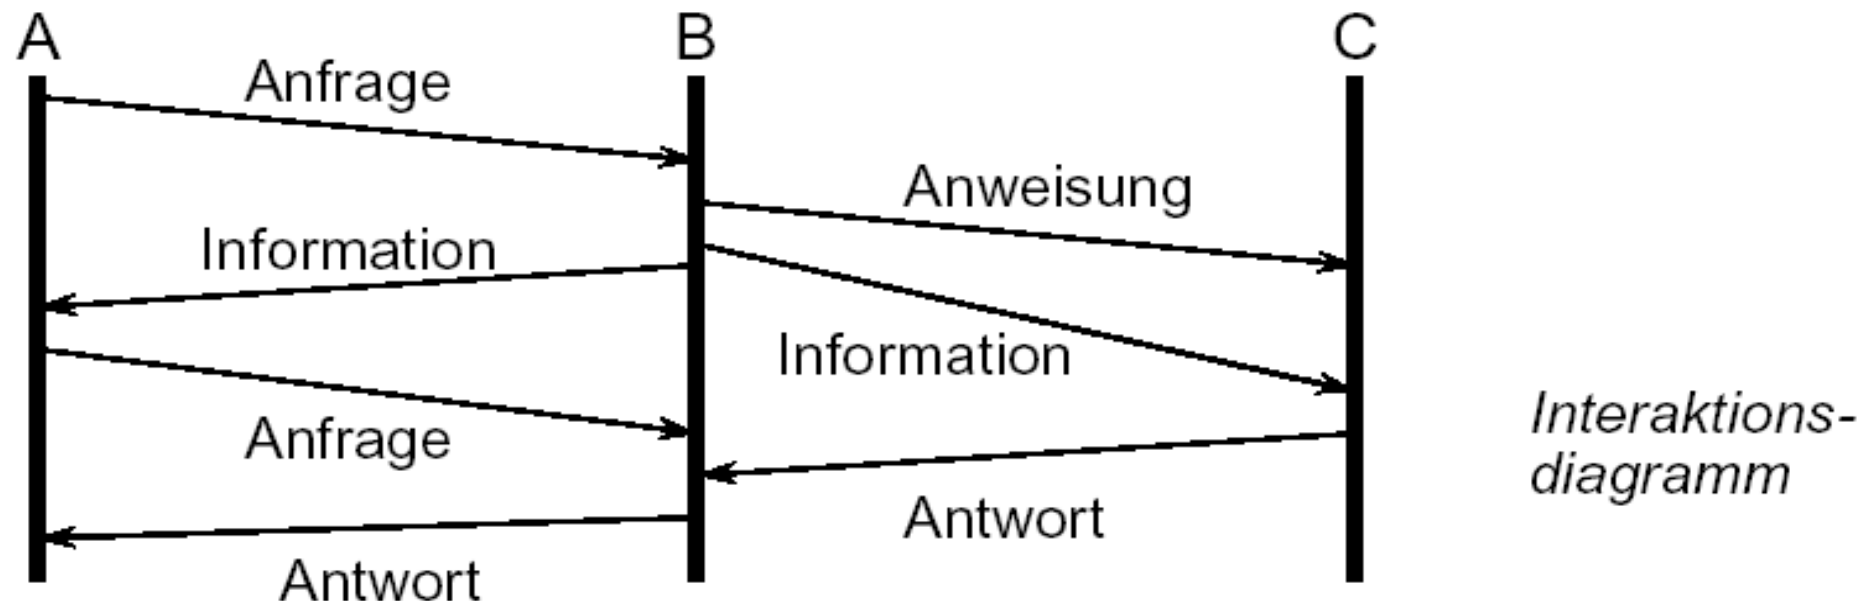 A
B
C
Anfrage
Anweisung
Information
Information
Anfrage
Interaktions-
diagramm
Antwort
Antwort